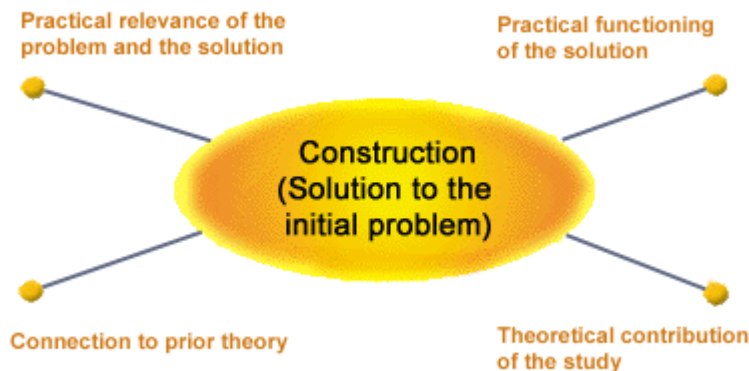 Practical relevance of the
problem and the solution
Practical functioning
of the solution
Construction
(Solution to the
initial problem)
Connection to prior theory
Theoretical contribution
of the study